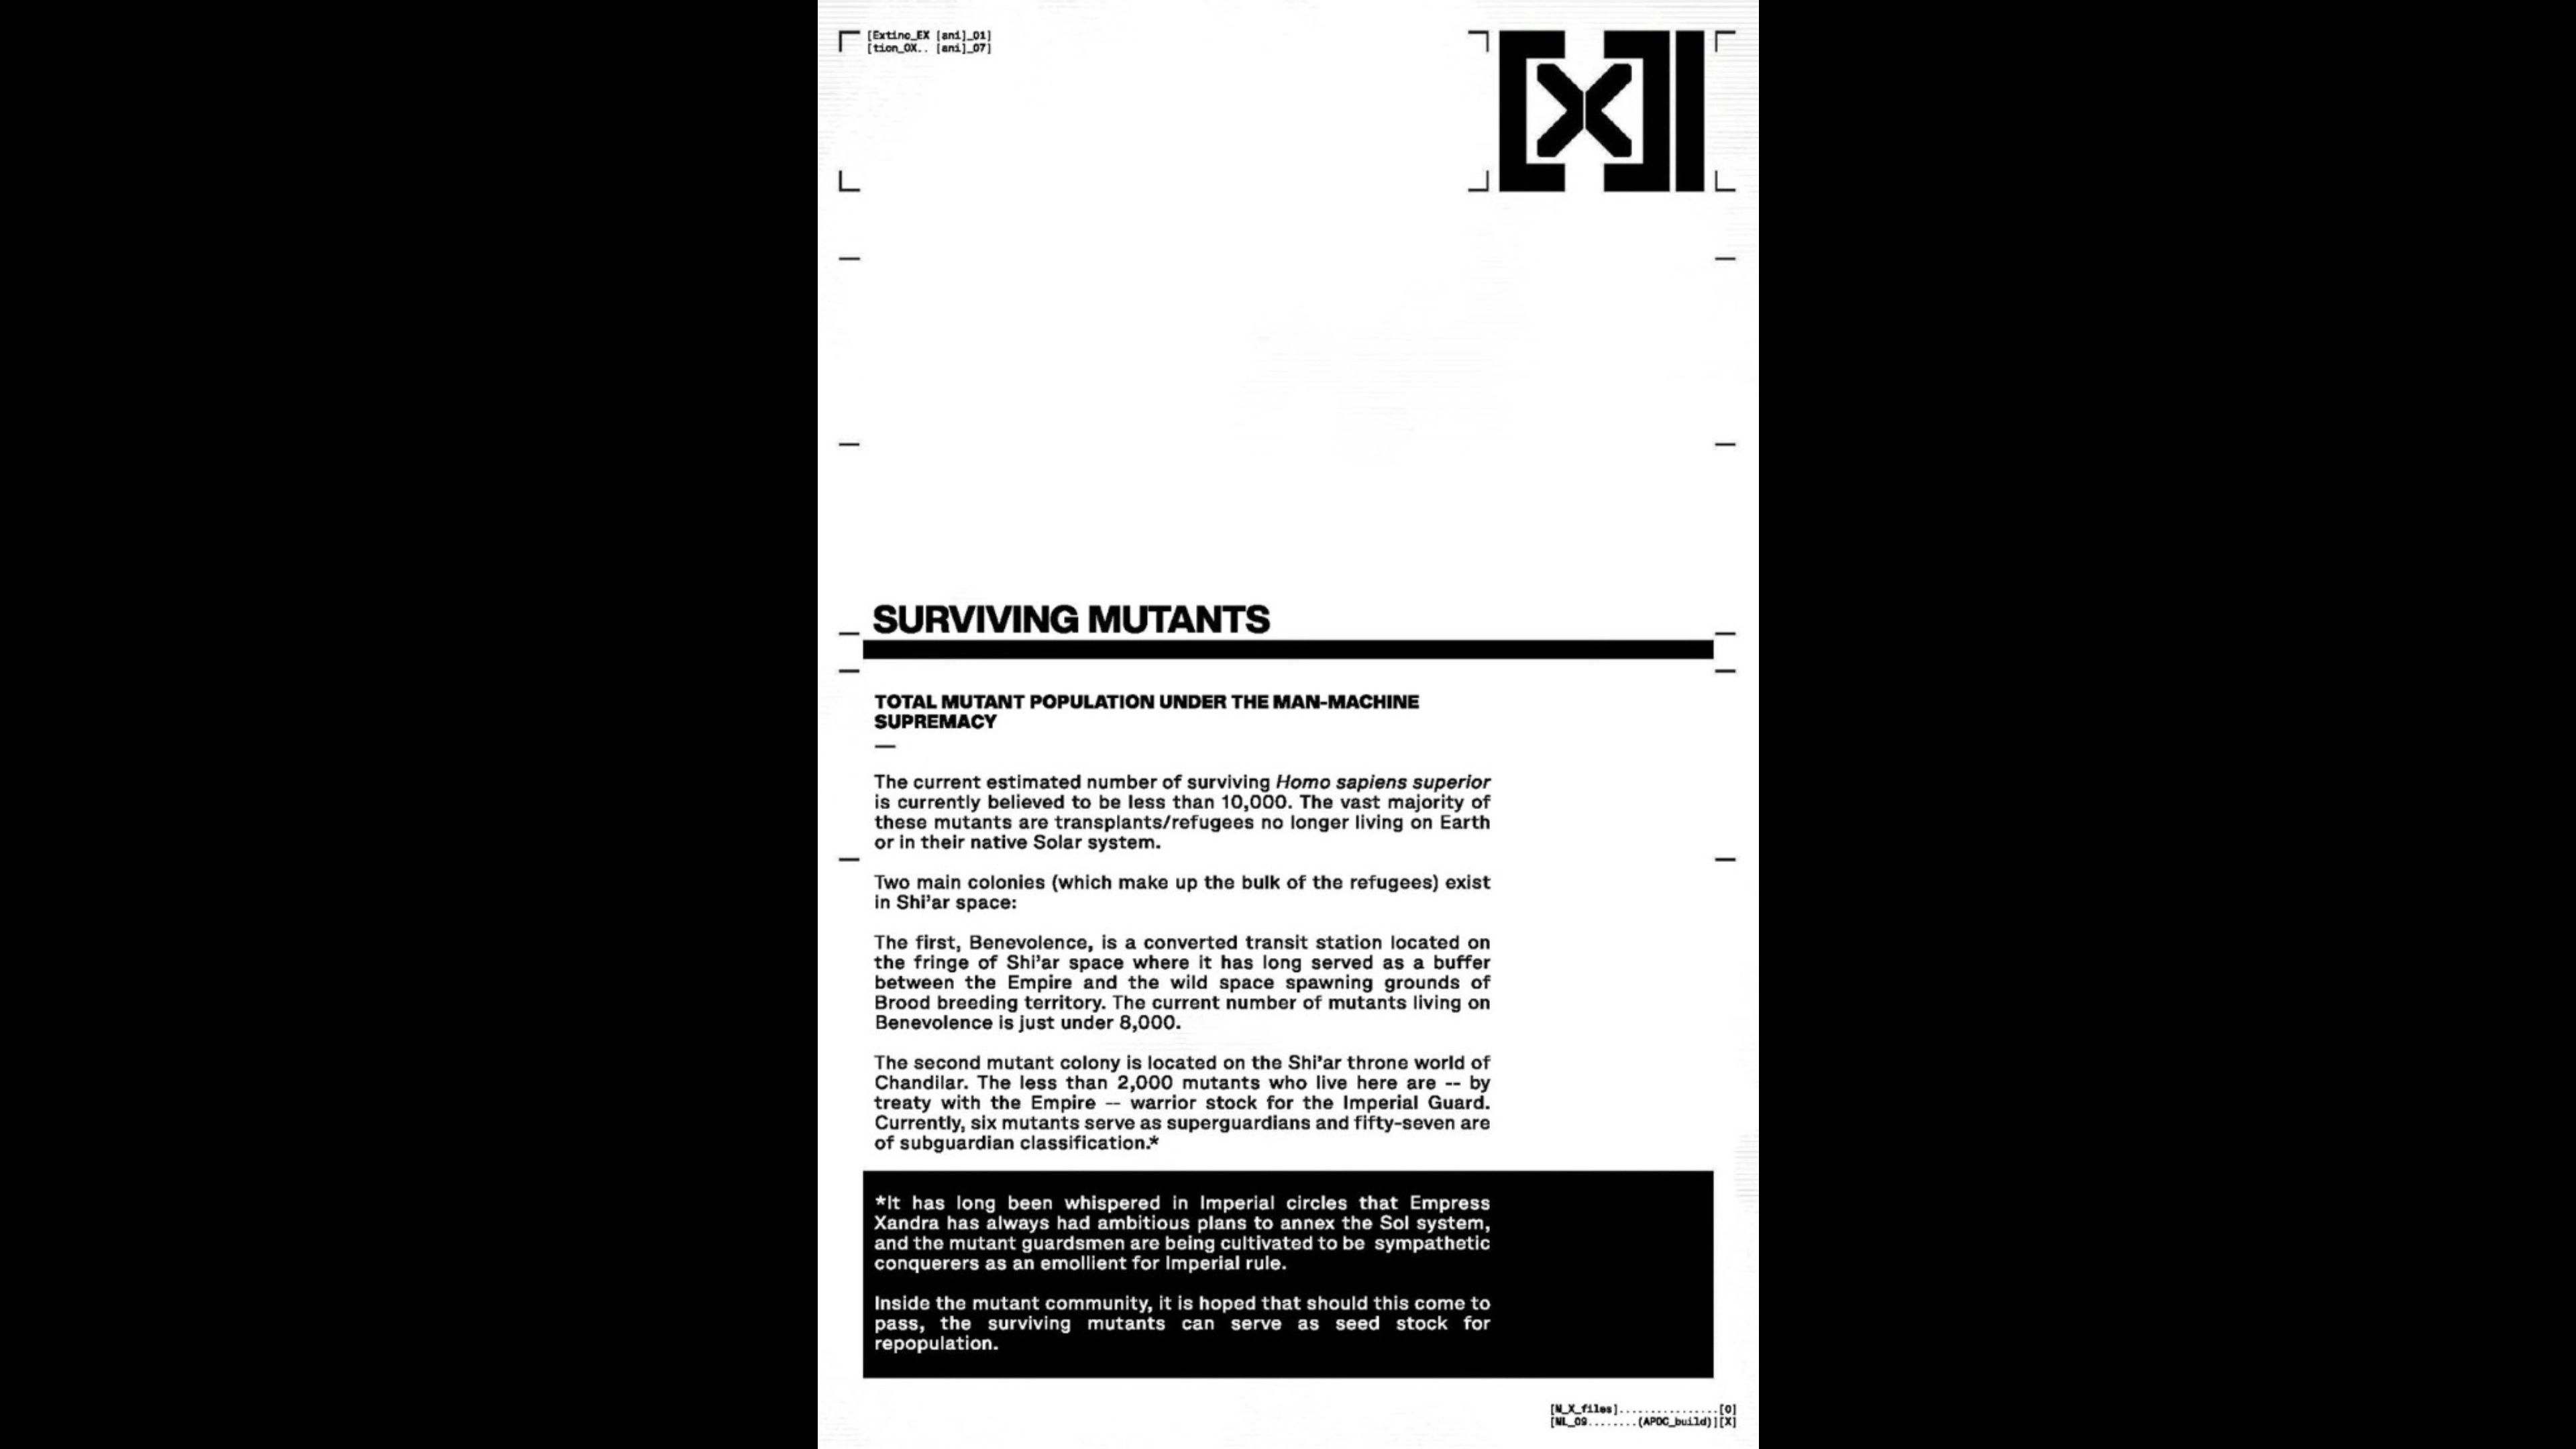 [Extinc_EX [ani]_01]
[tion_OX.. [ani]_07]
[X]|
SURVIVING MUTANTS
TOTAL MUTANT POPULATION UNDER THE MAN-MACHINE
SUPREMACY
—
The current estimated number of surviving Homo sapiens superior
is currently believed to be less than 10,000. The vast majority of
these mutants are transplants/refugees no longer living on Earth
or in their native Solar system.
Two main colonies (which make up the bulk of the refugees) exist
in Shi'ar space:
The first, Benevolence, is a converted transit station located on
the fringe of Shi'ar space where it has long served as a buffer
between the Empire and the wild space spawning grounds of
Brood breeding territory. The current number of mutants living on
Benevolence is just under 8,000.
The second mutant colony is located on the Shi'ar throne world of
Chandilar. The less than 2,000 mutants who live here are -- by
treaty with the Empire -- warrior stock for the Imperial Guard.
Currently, six mutants serve as superguardians and fifty-seven are
of subguardian classification.*
*It has long been whispered in Imperial circles that Empress
Xandra has always had ambitious plans to annex the Sol system,
and the mutant guardsmen are being cultivated to be sympathetic
conquerers as an emollient for Imperial rule.
Inside the mutant community, it is hoped that should this come to
pass, the surviving mutants can serve as seed stock for
repopulation.
[M_X_files]................[0]
[ML_09........(APOC_build)][X]